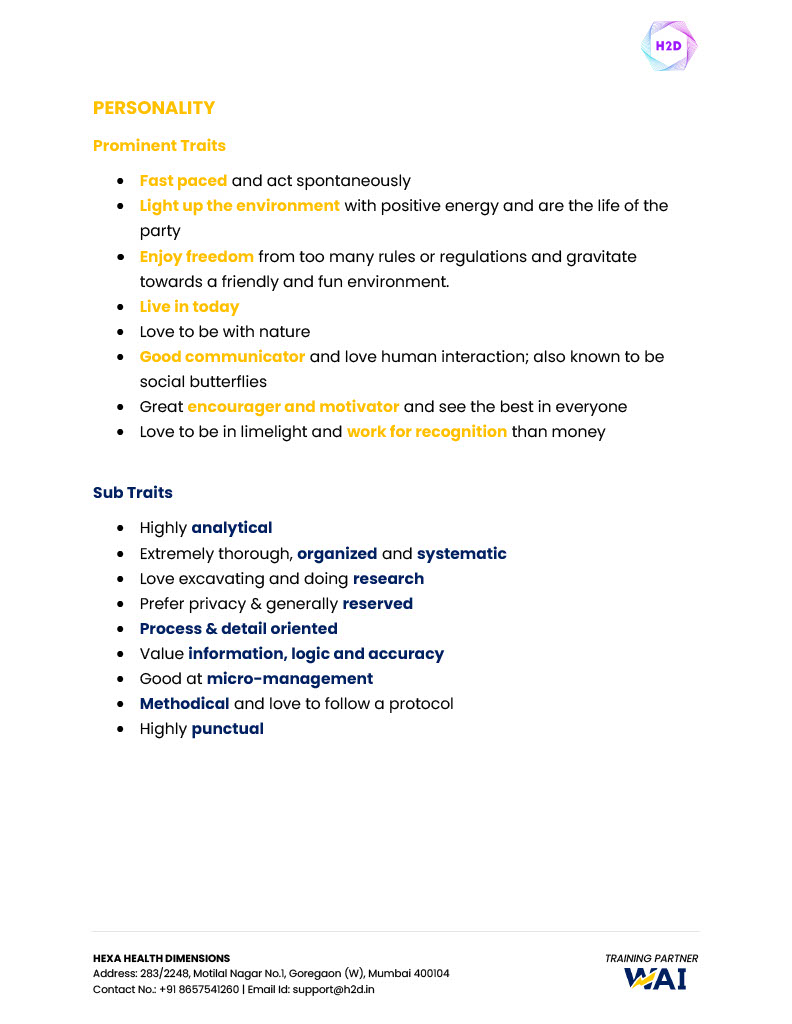 H2D
PERSONALITY
Prominent Traits
• Fast paced and act spontaneously
• Light up the environment with positive energy and are the life of the
party
• Enjoy freedom from too many rules or regulations and gravitate
towards a friendly and fun environment.
• Live in today
• Love to be with nature
• Good communicator and love human interaction; also known to be
social butterflies
• Great encourager and motivator and see the best in everyone
• Love to be in limelight and work for recognition than money
Sub Traits
• Highly analytical
• Extremely thorough, organized and systematic
• Love excavating and doing research
• Prefer privacy & generally reserved
• Process & detail oriented
• Value information, logic and accuracy
• Good at micro-management
• Methodical and love to follow a protocol
• Highly punctual
HEXA HEALTH DIMENSIONS
Address: 283/2248, Motilal Nagar No.1, Goregaon (W), Mumbai 400104
Contact No.: +91 8657541260 | Email Id: support@h2d.in
TRAINING PARTNER
WAI